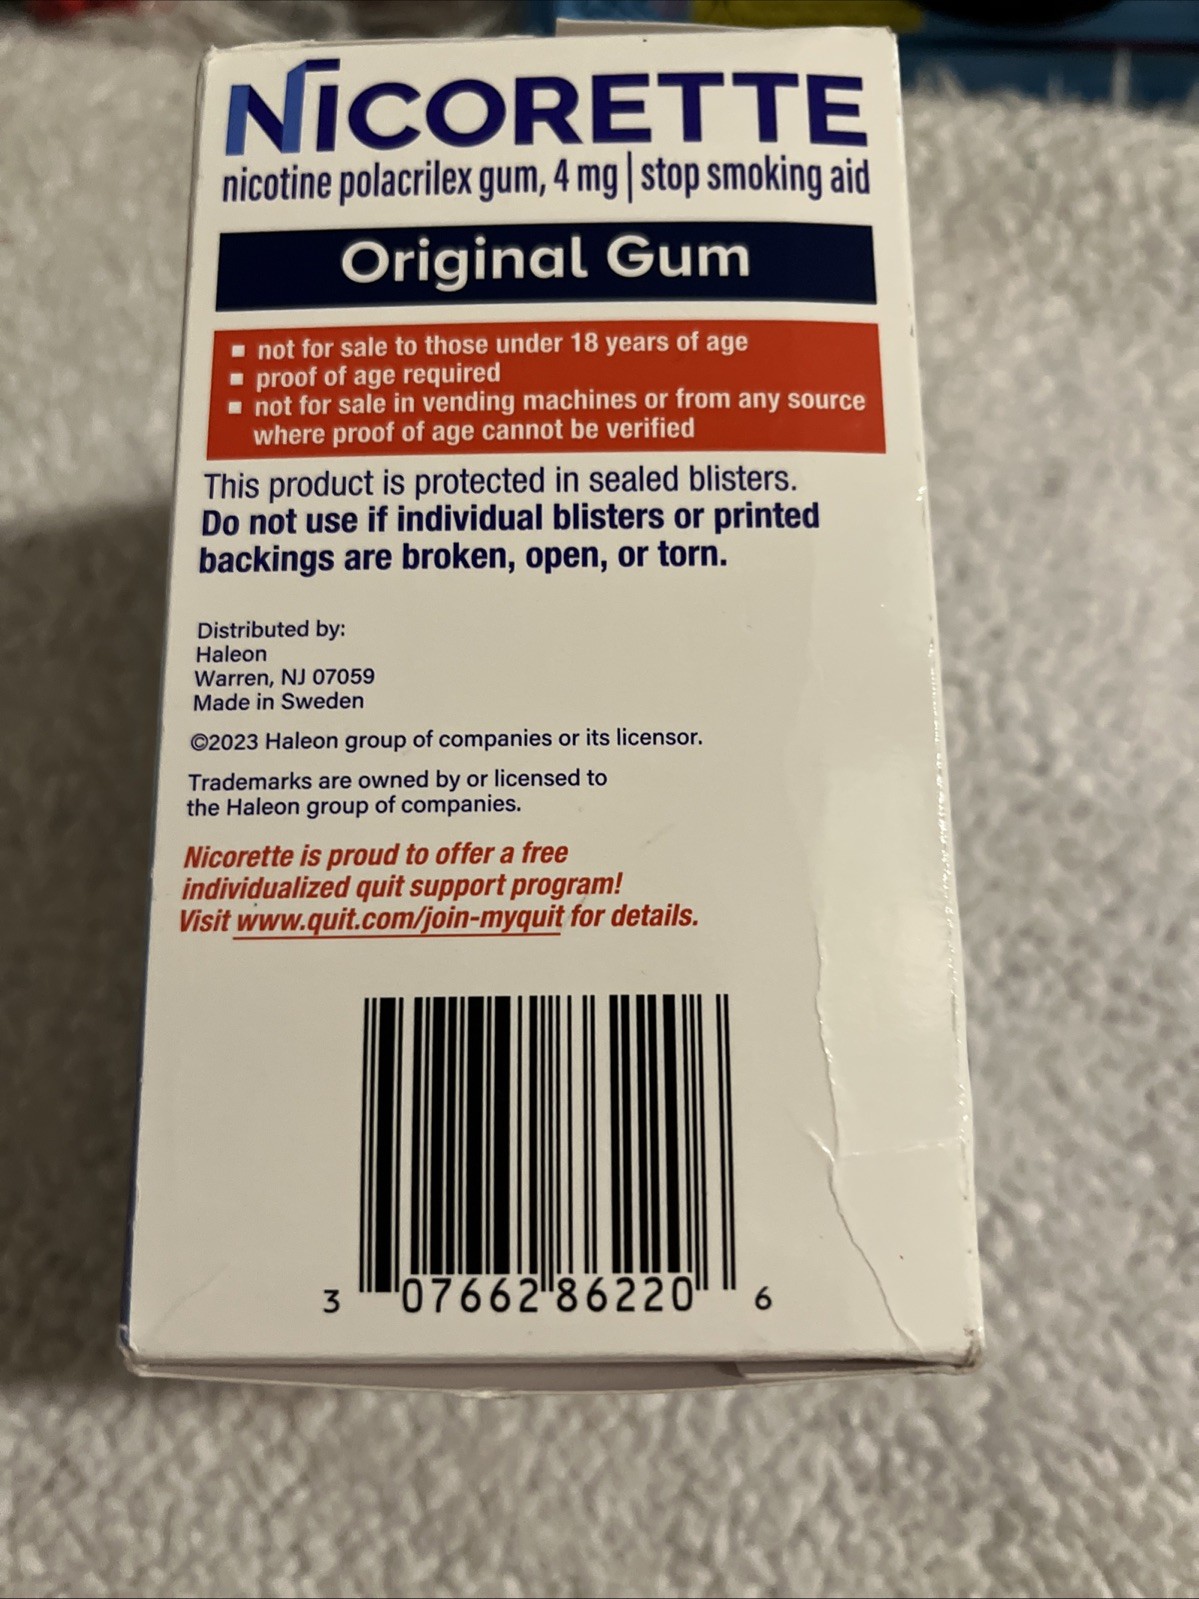 NICORETTE
nicotine polacrilex gum, 4 mg | stop smoking aid
Original Gum
▪ not for sale to those under 18 years of age
▪ proof of age required
▪ not for sale in vending machines or from any source
where proof of age cannot be verified
This product is protected in sealed blisters.
Do not use if individual blisters or printed
backings are broken, open, or torn.
Distributed by:
Haleon
Warren, NJ 07059
Made in Sweden
©2023 Haleon group of companies or its licensor.
Trademarks are owned by or licensed to
the Haleon group of companies.
Nicorette is proud to offer a free
individualized quit support program!
Visit www.quit.com/join-myquit for details.
3 07662 86220 6